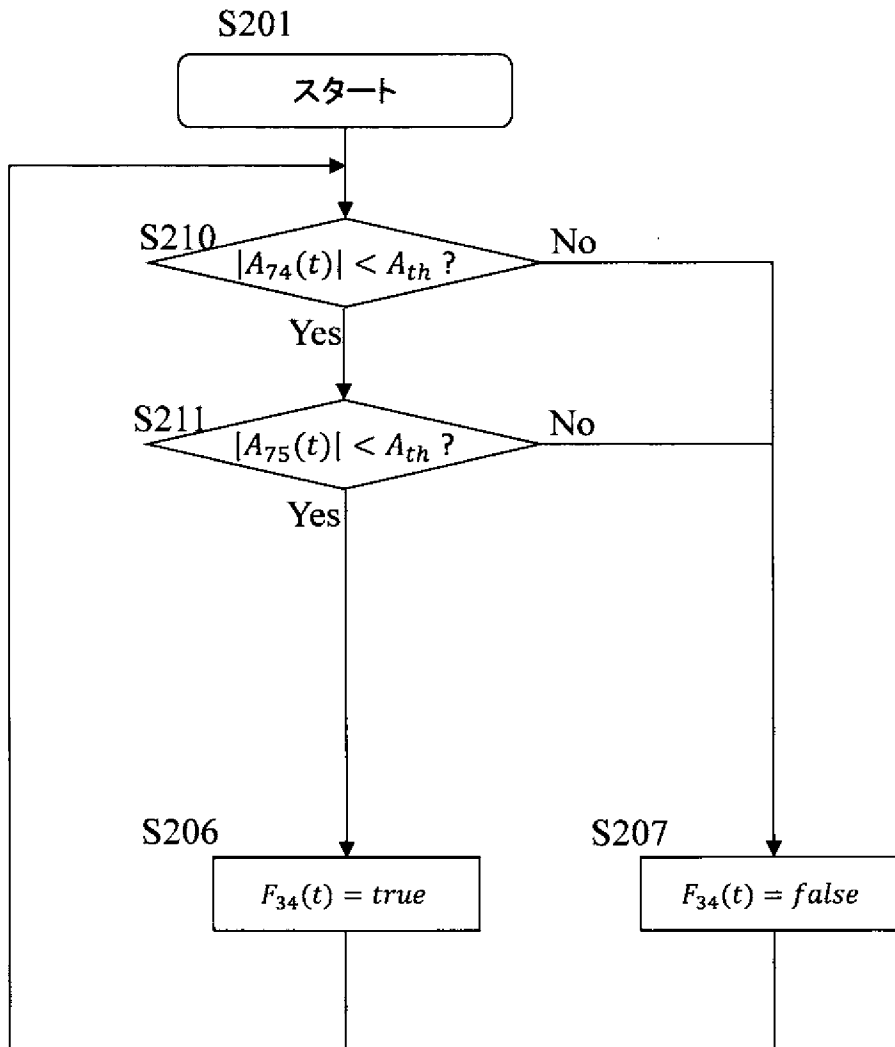 S201
スタート
S210
|A₇₄(t)| < Aₜₕ ?
No
Yes
S211
|A₇₅(t)| < Aₜₕ ?
No
Yes
S206
F₃₄(t) = true
S207
F₃₄(t) = false